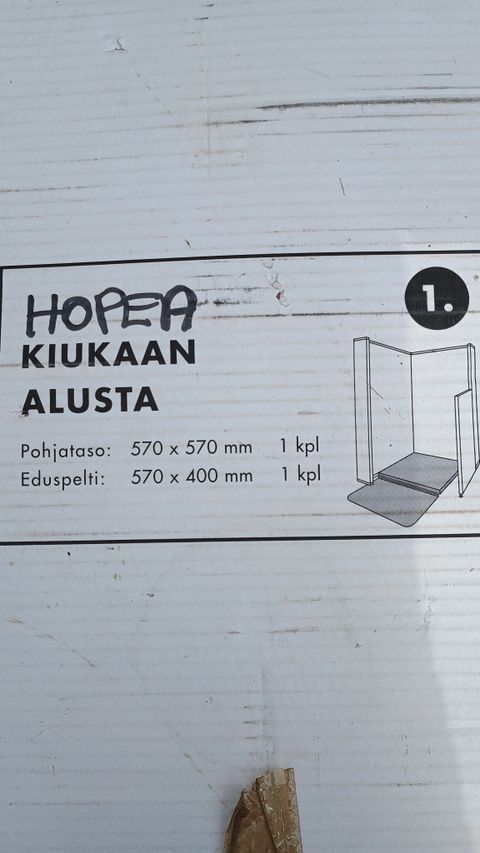 HOPEA
1.
KIUKAAN
ALUSTA
Pohjataso: 570 x 570 mm 1 kpl
Eduspelti: 570 x 400 mm 1 kpl